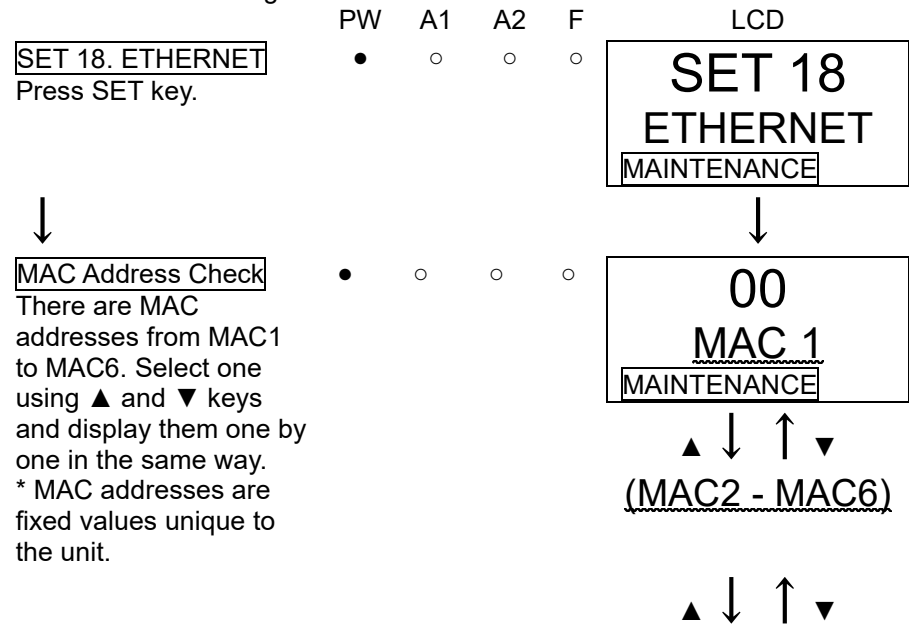 PW A1 A2 F LCD
SET 18. ETHERNET ● ○ ○ ○
Press SET key.
SET 18
ETHERNET
MAINTENANCE
↓ ↓
MAC Address Check ● ○ ○ ○
There are MAC
addresses from MAC1
to MAC6. Select one
using ▲ and ▼ keys
and display them one by
one in the same way.
* MAC addresses are
fixed values unique to
the unit.
00
MAC 1
MAINTENANCE
▲ ↓ ↑ ▼
(MAC2 - MAC6)
▲ ↓ ↑ ▼